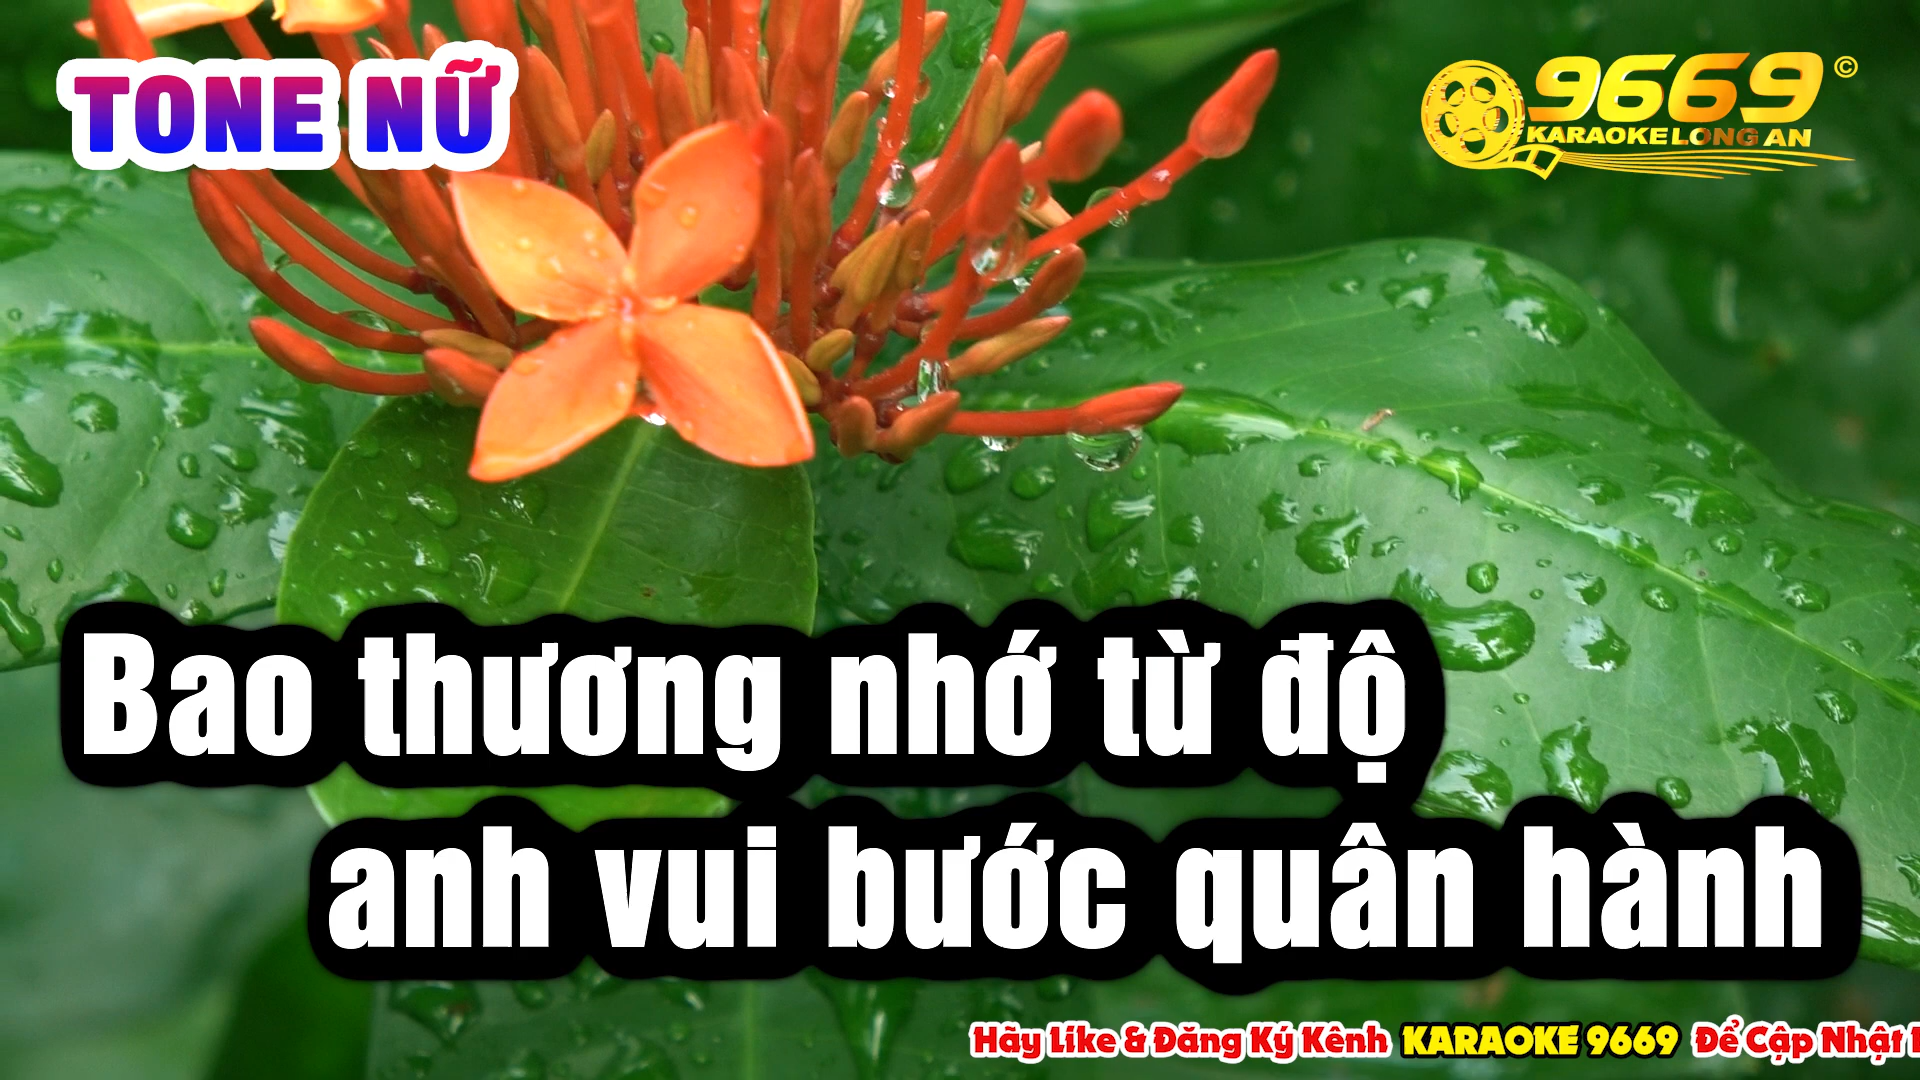 TONE NỮ
9669 ©
KARAOKE LONG AN
Bao thương nhớ từ độ
anh vui bước quân hành
Hãy Like & Đăng Ký Kênh KARAOKE 9669 Để Cập Nhật